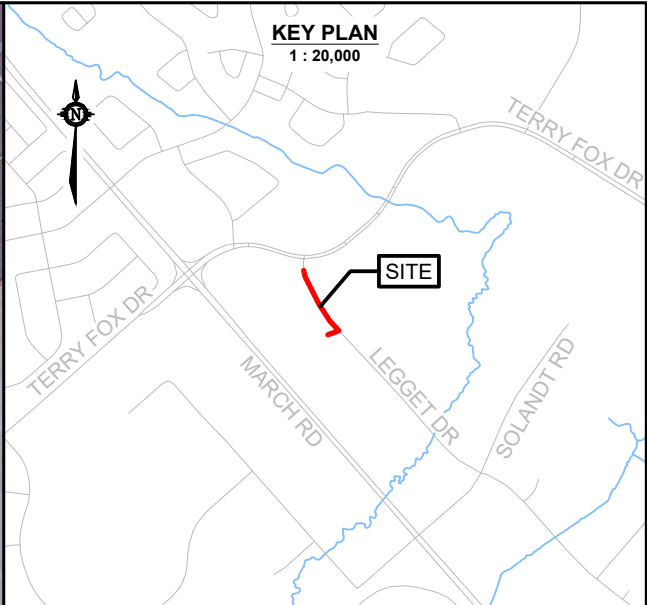 KEY PLAN
1 : 20,000
N
TERRY FOX DR
SITE
TERRY FOX DR
MARCH RD
LEGGET DR
SOLANDT RD